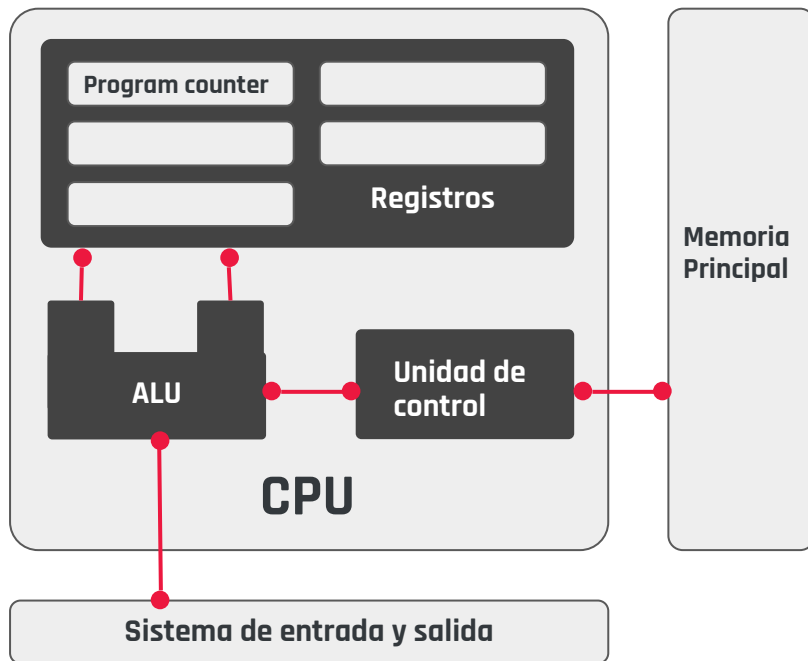 Program counter
Registros
Memoria
Principal
ALU
Unidad de
control
CPU
Sistema de entrada y salida